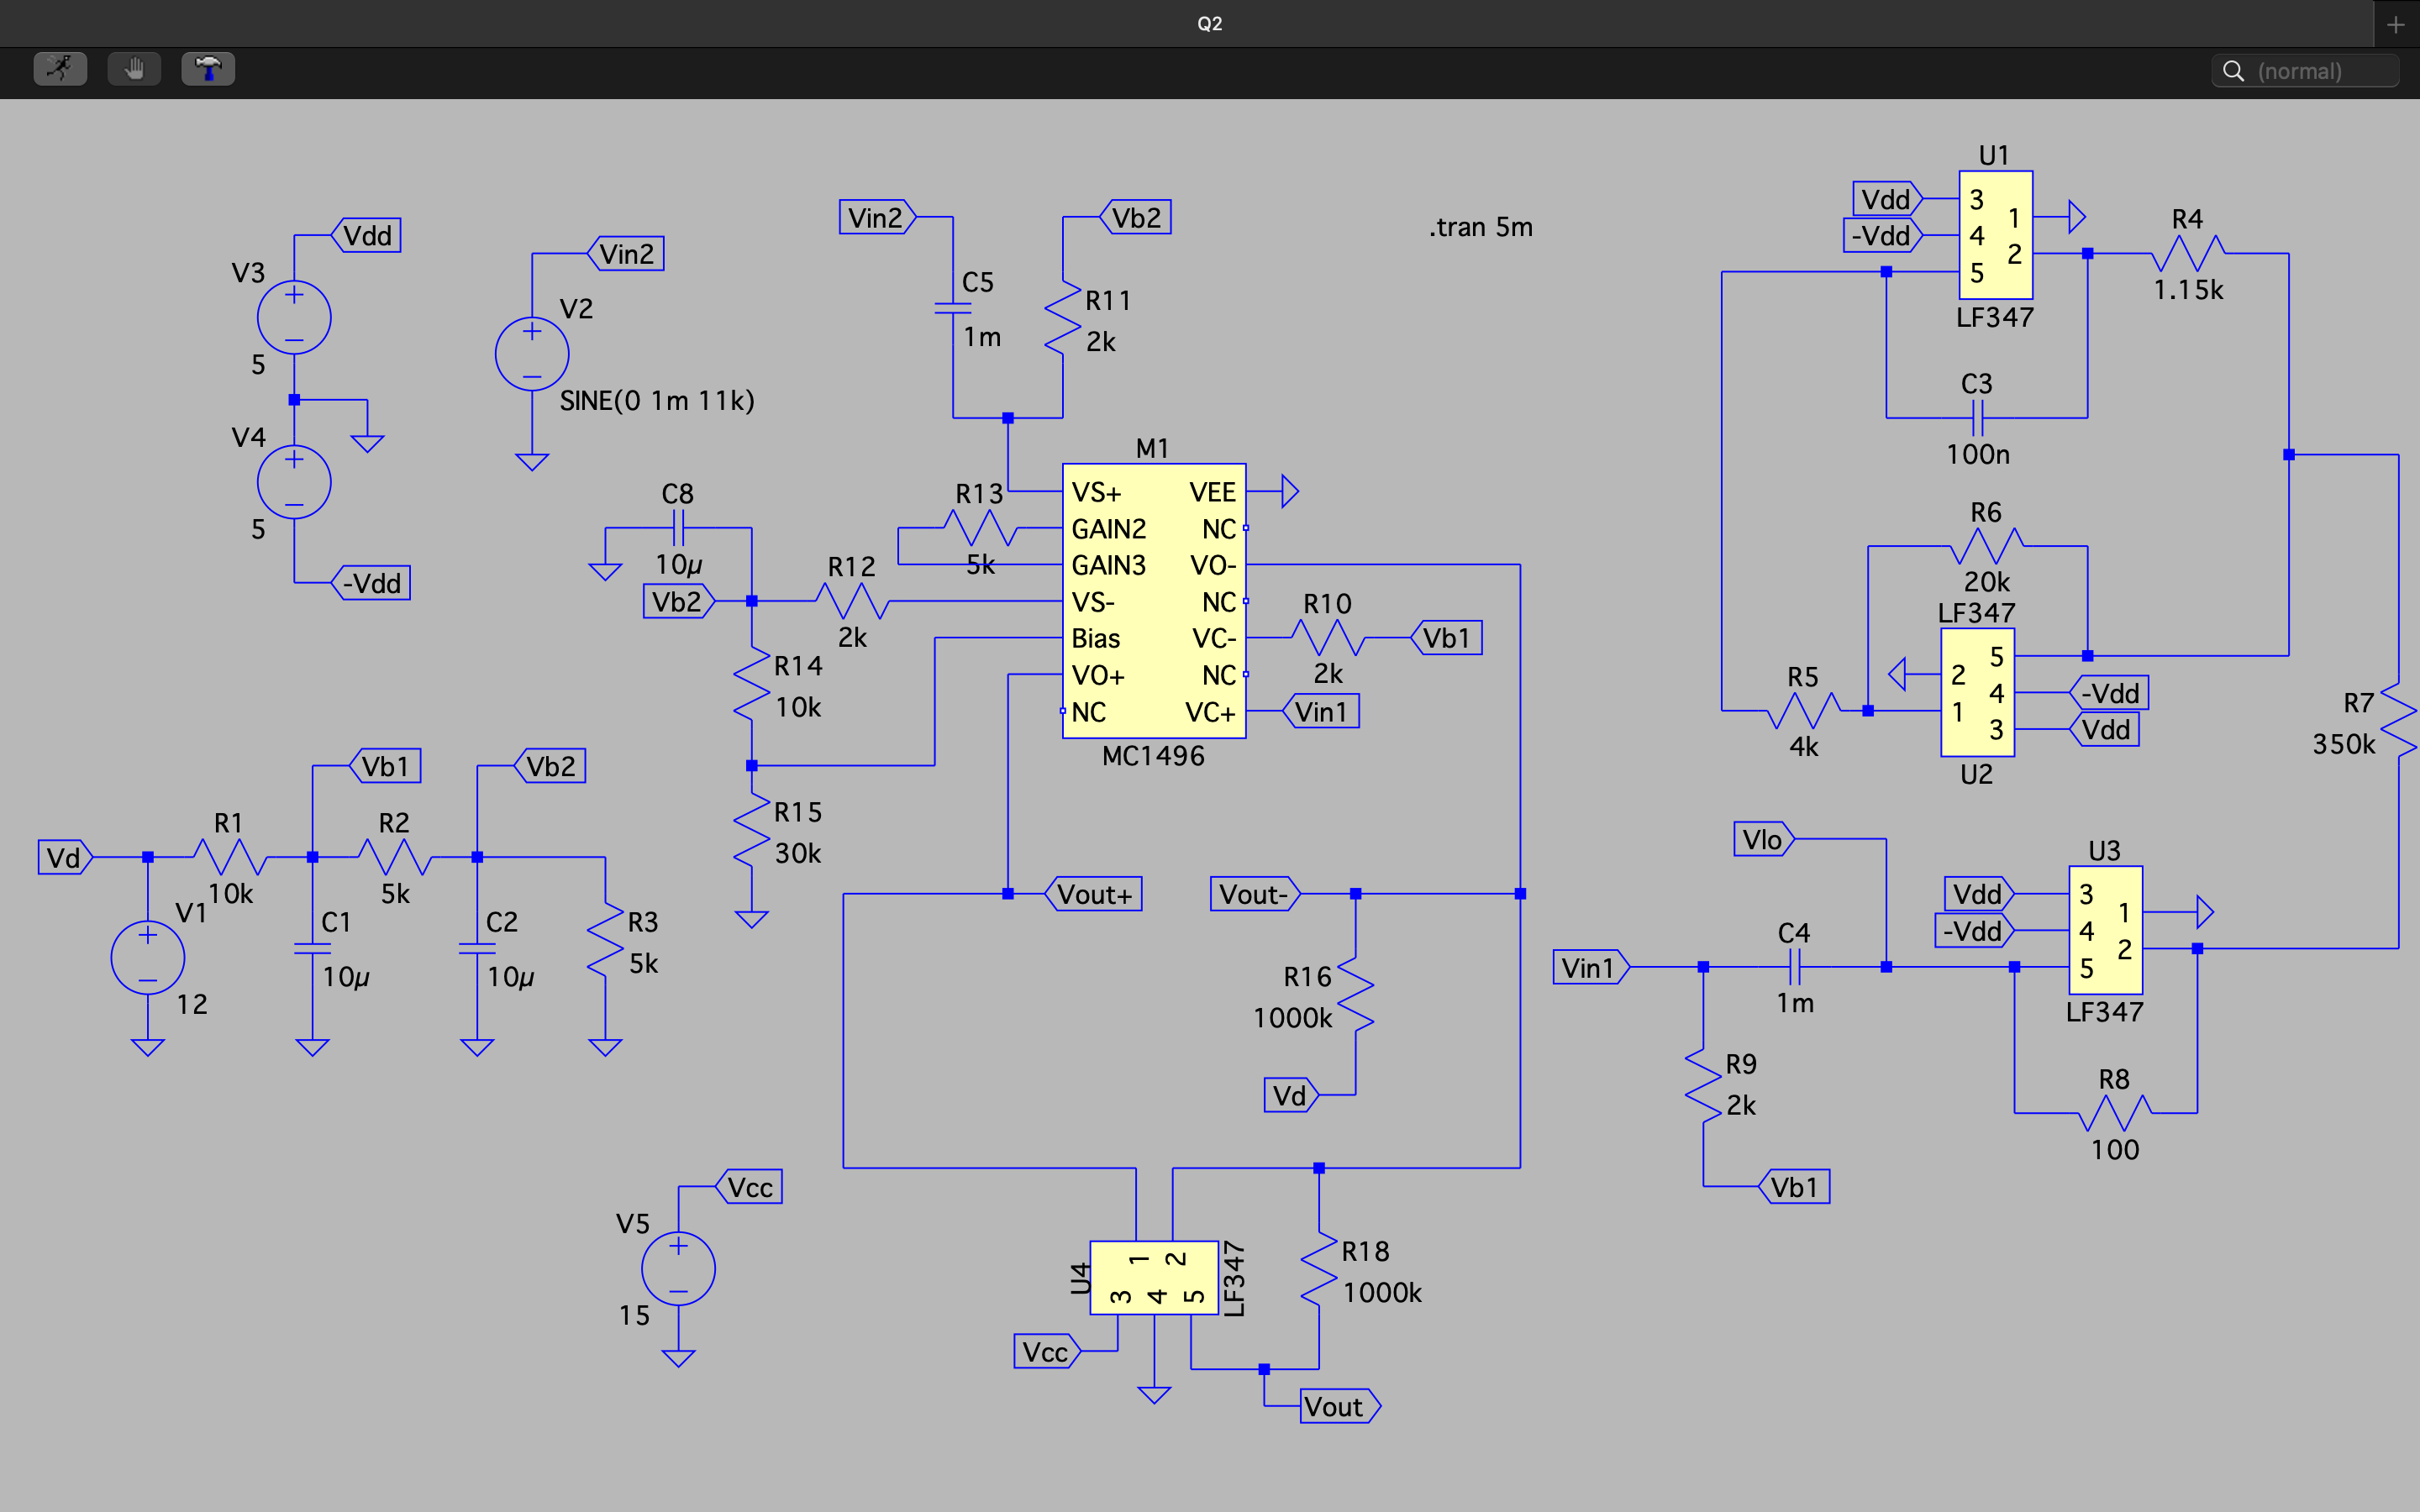 Q2
(normal)
Vdd
V3
5
V4
5
-Vdd
Vin2
V2
SINE(0 1m 11k)
Vin2
C5
1m
Vb2
R11
2k
.tran 5m
M1
VS+
GAIN2
GAIN3
VS-
Bias
VO+
NC
VEE
NC
VO-
NC
VC-
NC
VC+
MC1496
R13
5k
C8
10µ
Vb2
R12
2k
R14
10k
R15
30k
R10
2k
Vb1
Vin1
U1
Vdd
-Vdd
3
4
5
1
2
LF347
R4
1.15k
C3
100n
R6
20k
LF347
5
2
4
1
3
-Vdd
Vdd
U2
R5
4k
R7
350k
Vd
R1
10k
V1
12
Vb1
C1
10µ
R2
5k
Vb2
C2
10µ
R3
5k
Vout+
Vout-
R16
1000k
Vd
Vlo
U3
Vdd
-Vdd
3
4
5
1
2
LF347
Vin1
C4
1m
R9
2k
Vb1
R8
100
Vcc
V5
15
U4
1
2
3
4
5
LF347
Vcc
R18
1000k
Vout